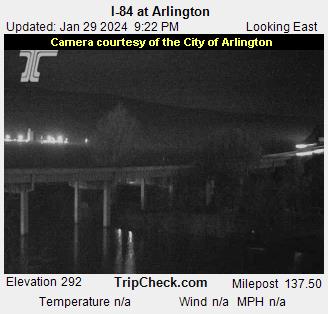 I-84 at Arlington
Updated: Jan 29 2024 9:22 PM Looking East
Camera courtesy of the City of Arlington
Elevation 292 TripCheck.com Milepost 137.50
Temperature n/a Wind n/a MPH n/a